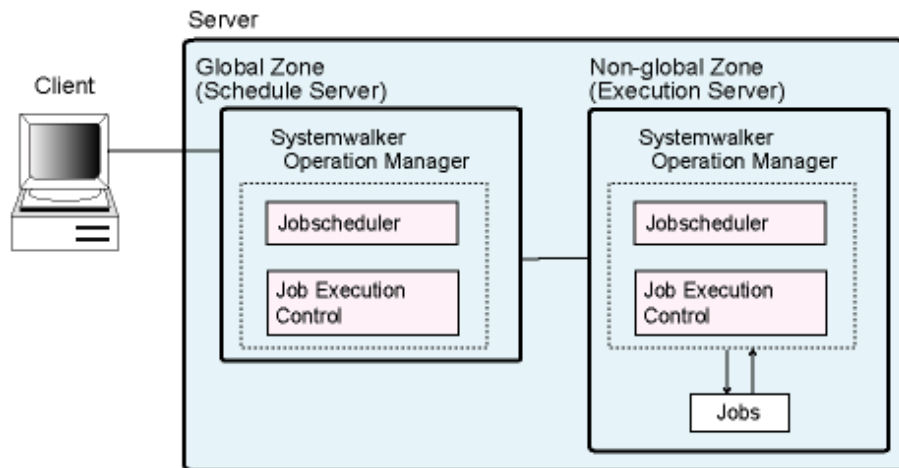 Server
Client
Global Zone
(Schedule Server)
Systemwalker
Operation Manager
Jobscheduler
Job Execution
Control
Non-global Zone
(Execution Server)
Systemwalker
Operation Manager
Jobscheduler
Job Execution
Control
Jobs